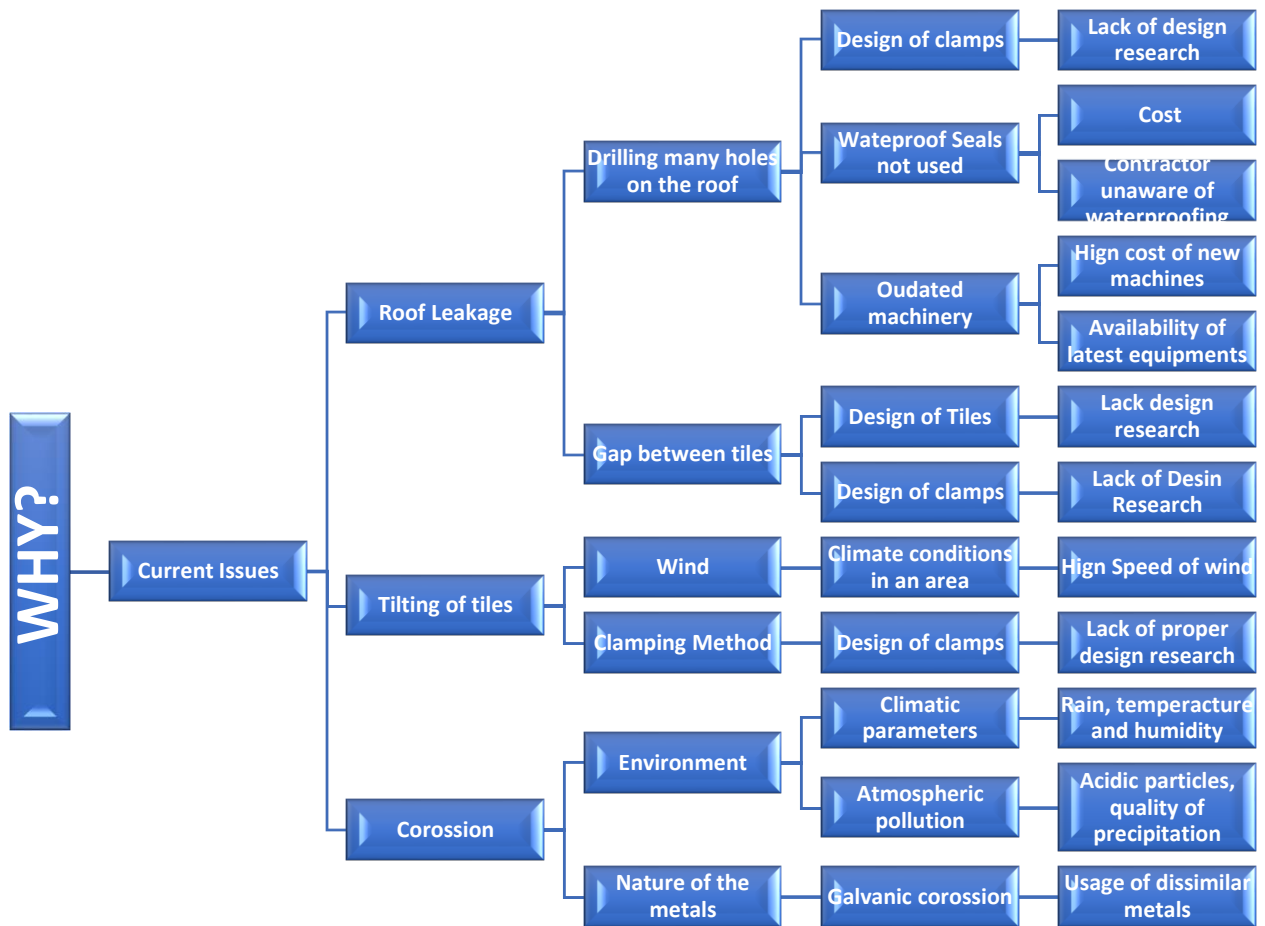 WHY?
Current Issues
Roof Leakage
Drilling many holes
on the roof
Design of clamps
Lack of design
research
Wateproof Seals
not used
Cost
Contractor
unaware of
waterproofing
Oudated
machinery
Hign cost of new
machines
Availability of
latest equipments
Gap between tiles
Design of Tiles
Lack design
research
Design of clamps
Lack of Desin
Research
Tilting of tiles
Wind
Climate conditions
in an area
Hign Speed of wind
Clamping Method
Design of clamps
Lack of proper
design research
Corossion
Environment
Climatic
parameters
Rain, temperacture
and humidity
Atmospheric
pollution
Acidic particles,
quality of
precipitation
Nature of the
metals
Galvanic corossion
Usage of dissimilar
metals